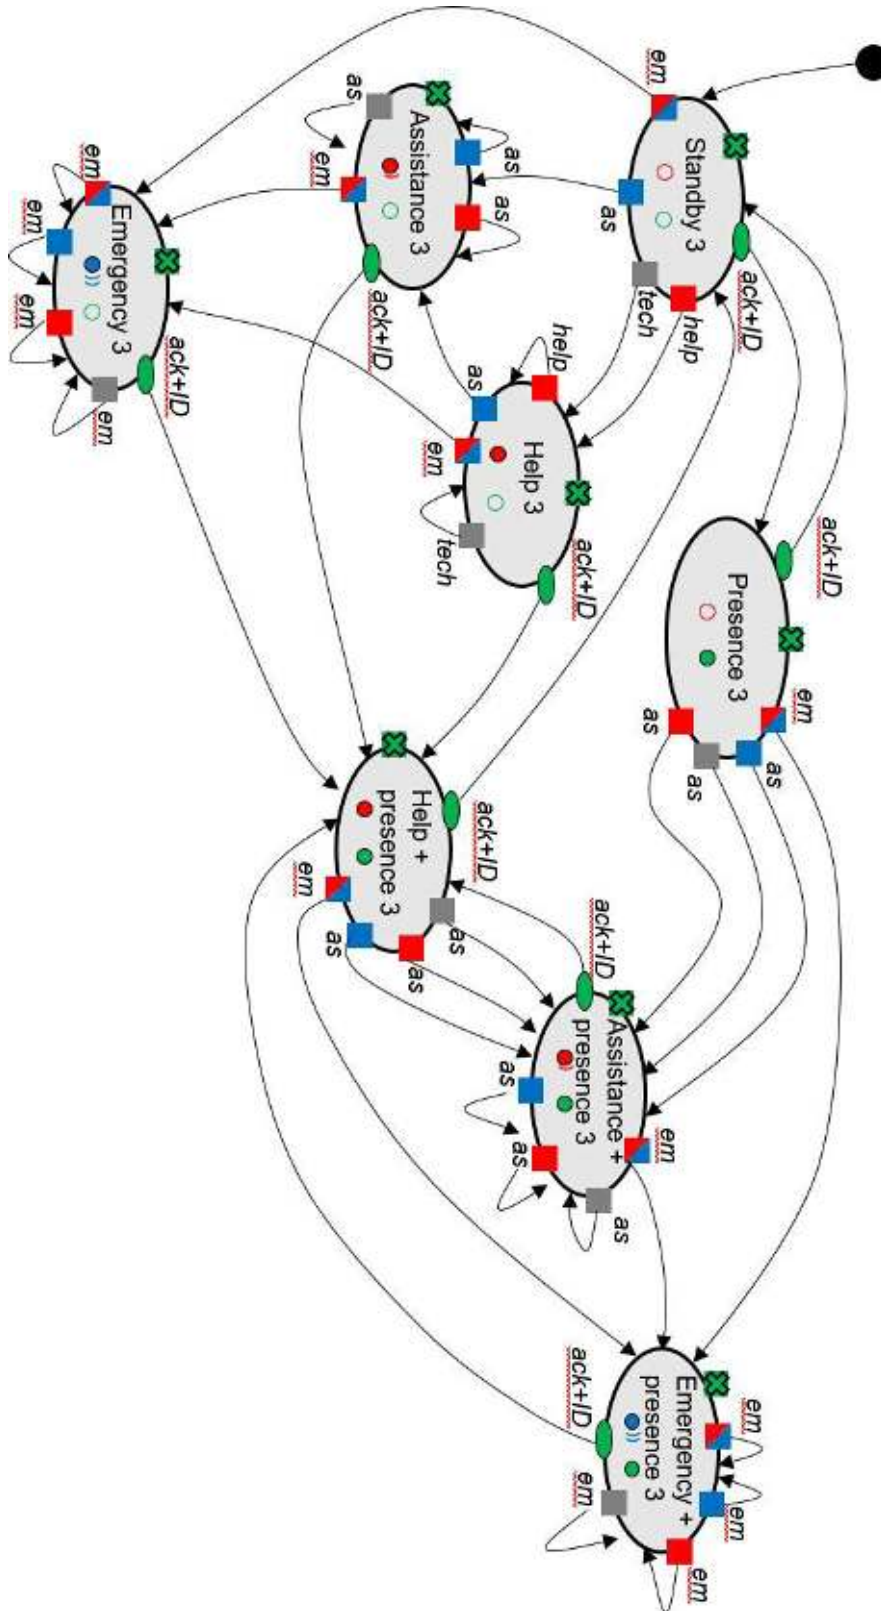 em
Standby 3
ack+ID
as
tech
help
ack+ID
Presence 3
em
as
as
as
as
as
Assistance 3
as
em
ack+ID
help
Help 3
ack+ID
as
em
tech
em
Emergency 3
ack+ID
em
em
em
ack+ID
Help +
presence 3
as
as
as
em
ack+ID
Assistance +
presence 3
em
as
as
as
em
em
Emergency +
presence 3
em
em
ack+ID